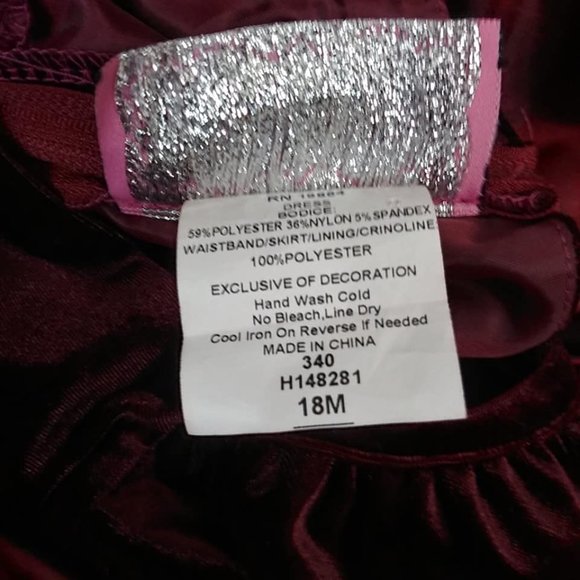 RN
DRESS
BODICE:
59%POLYESTER 36%NYLON 5%SPANDEX
WAISTBAND/SKIRT/LINING/CRINOLINE
100%POLYESTER
EXCLUSIVE OF DECORATION
Hand Wash Cold
No Bleach,Line Dry
Cool Iron On Reverse If Needed
MADE IN CHINA
340
H148281
18M